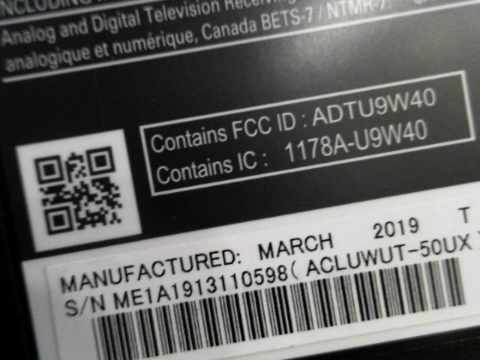 INCLUDING
Analog and Digital Television Receiving
analogique et numérique, Canada BETS-7 / NTMR-7.
Contains FCC ID : ADTU9W40
Contains IC : 1178A-U9W40
MANUFACTURED: MARCH 2019 T
S/N ME1A1913110598( ACLUWUT-50UX )